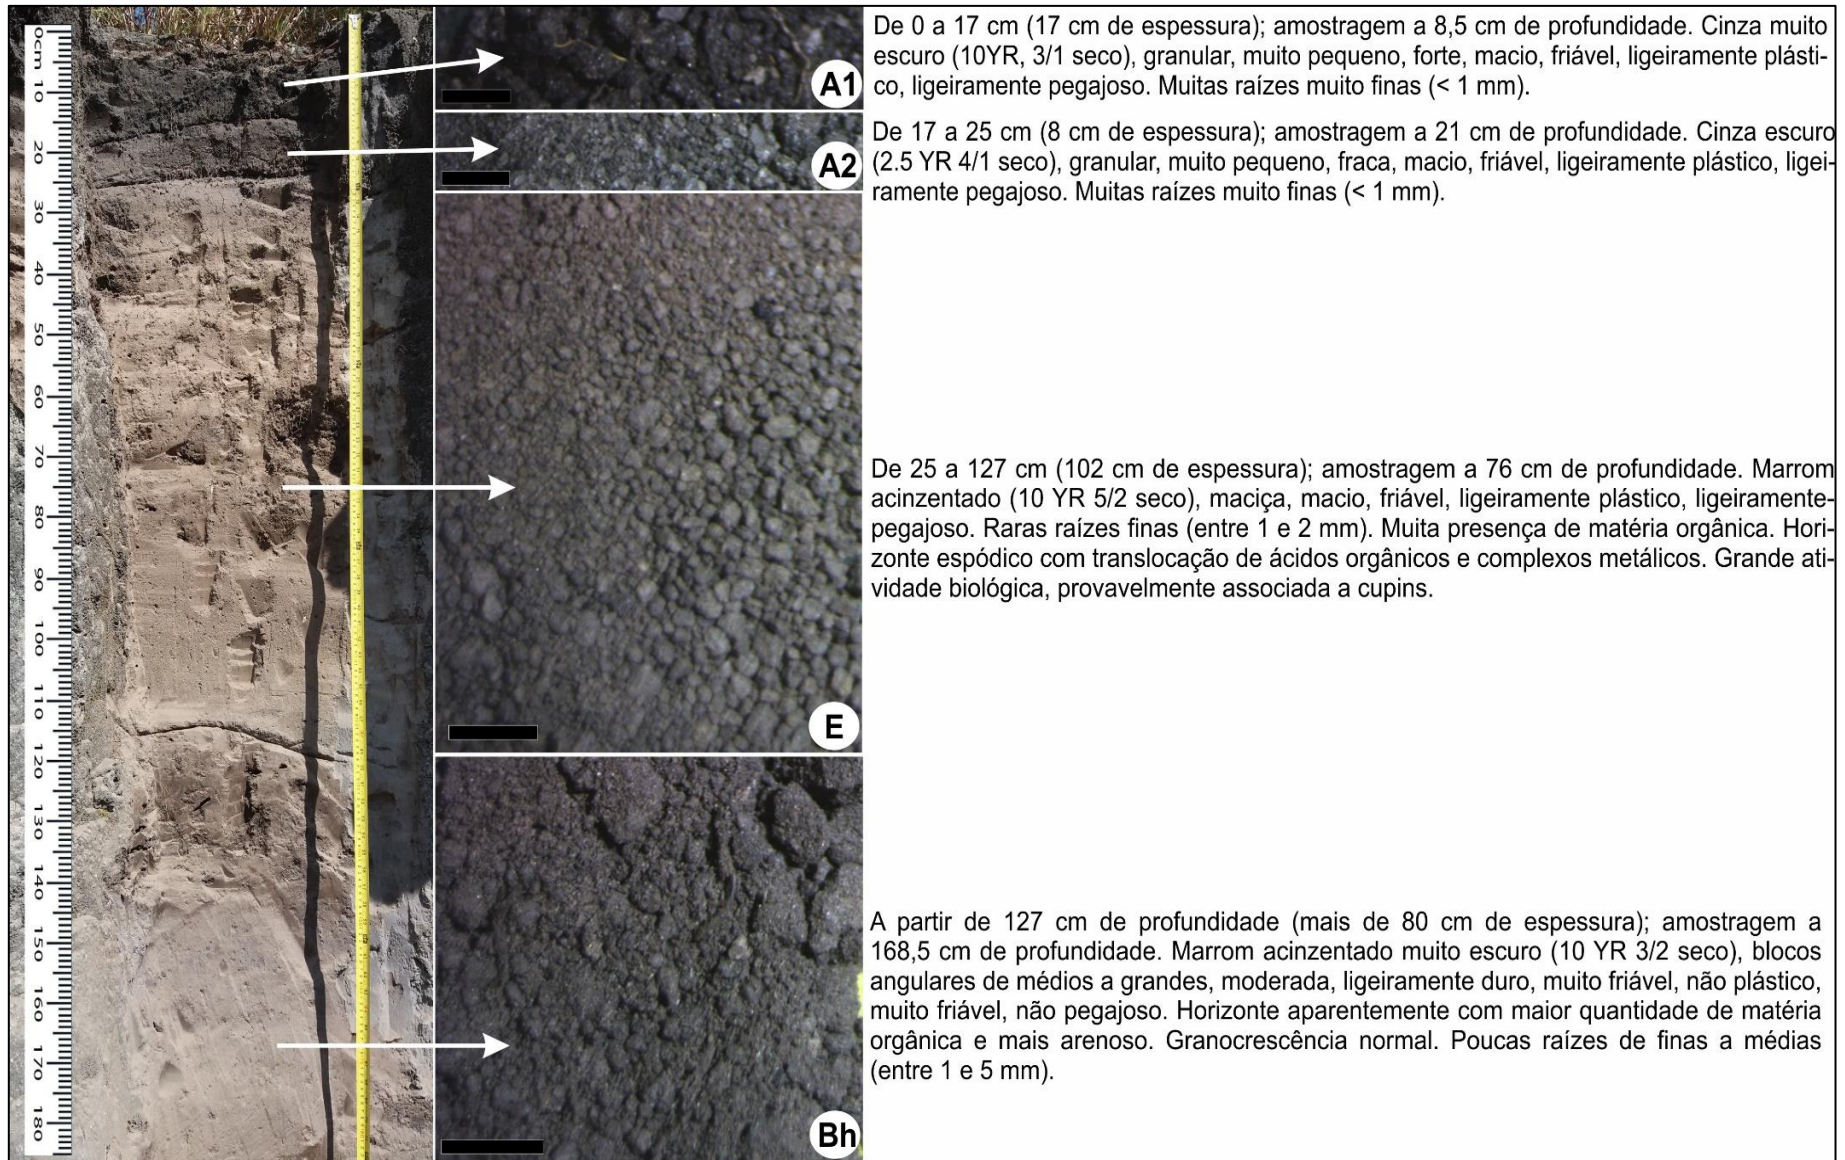 0cm
10
20
30
40
50
60
70
80
90
100
110
120
130
140
150
160
170
180
A1
De 0 a 17 cm (17 cm de espessura); amostragem a 8,5 cm de profundidade. Cinza muito
escuro (10YR, 3/1 seco), granular, muito pequeno, forte, macio, friável, ligeiramente plásti-
co, ligeiramente pegajoso. Muitas raízes muito finas (< 1 mm).
A2
De 17 a 25 cm (8 cm de espessura); amostragem a 21 cm de profundidade. Cinza escuro
(2.5 YR 4/1 seco), granular, muito pequeno, fraca, macio, friável, ligeiramente plástico, ligei-
ramente pegajoso. Muitas raízes muito finas (< 1 mm).
E
De 25 a 127 cm (102 cm de espessura); amostragem a 76 cm de profundidade. Marrom
acinzentado (10 YR 5/2 seco), maciça, macio, friável, ligeiramente plástico, ligeiramente-
pegajoso. Raras raízes finas (entre 1 e 2 mm). Muita presença de matéria orgânica. Hori-
zonte espódico com translocação de ácidos orgânicos e complexos metálicos. Grande ati-
vidade biológica, provavelmente associada a cupins.
Bh
A partir de 127 cm de profundidade (mais de 80 cm de espessura); amostragem a
168,5 cm de profundidade. Marrom acinzentado muito escuro (10 YR 3/2 seco), blocos
angulares de médios a grandes, moderada, ligeiramente duro, muito friável, não plástico,
muito friável, não pegajoso. Horizonte aparentemente com maior quantidade de matéria
orgânica e mais arenoso. Granocrescência normal. Poucas raízes de finas a médias
(entre 1 e 5 mm).